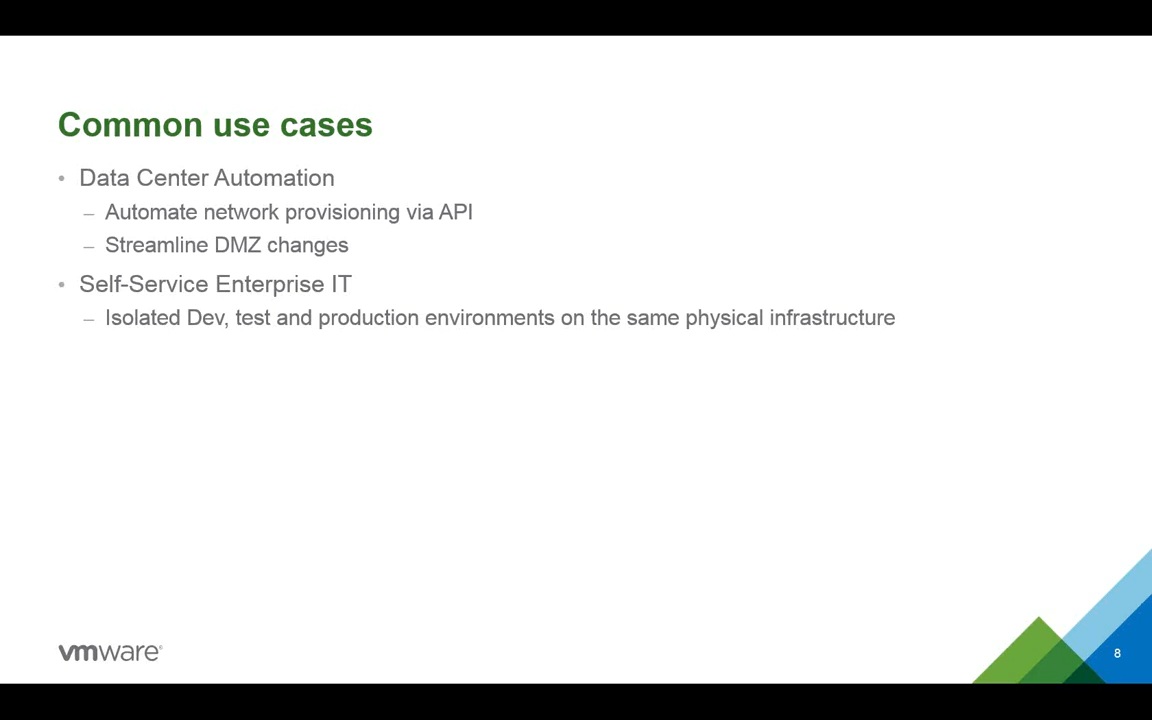 Common use cases
• Data Center Automation
– Automate network provisioning via API
– Streamline DMZ changes
• Self-Service Enterprise IT
– Isolated Dev, test and production environments on the same physical infrastructure
vmware®
8